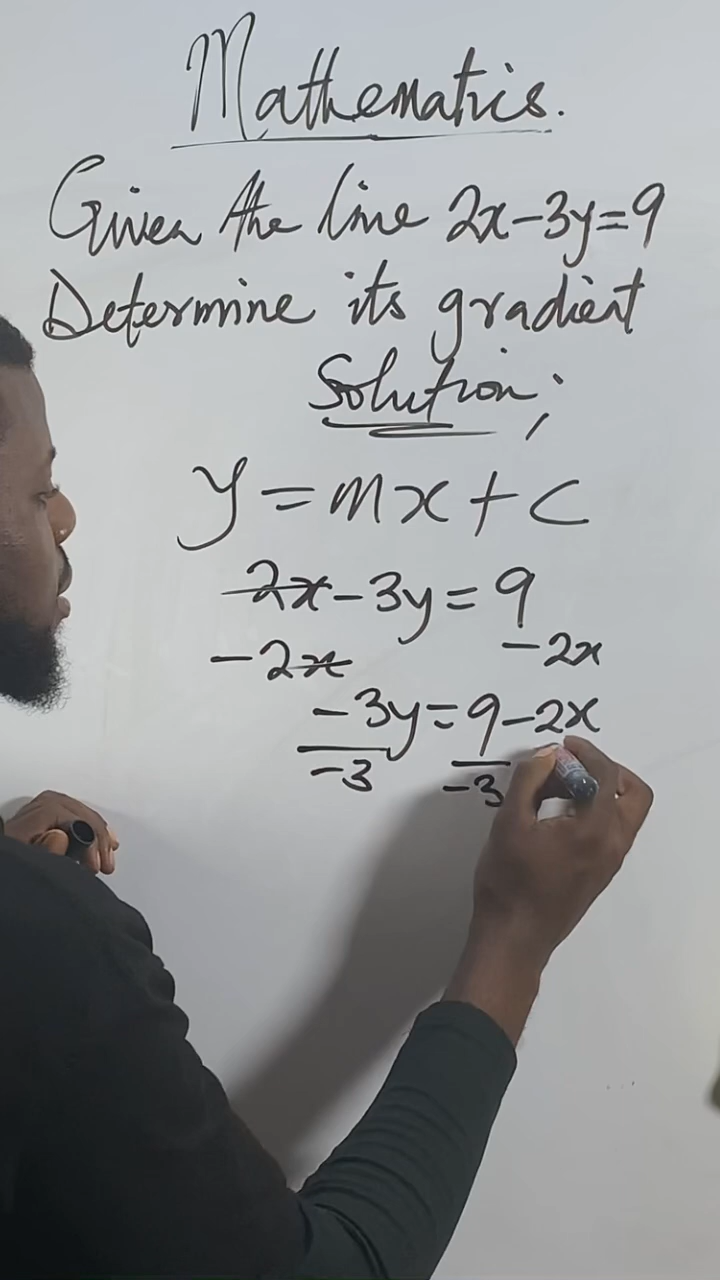 Mathematics.
Given the line 2x-3y=9
Determine its gradient
Solution;
y=mx+c
2x-3y=9
-2x -2x
-3y=9-2x
-3 -3